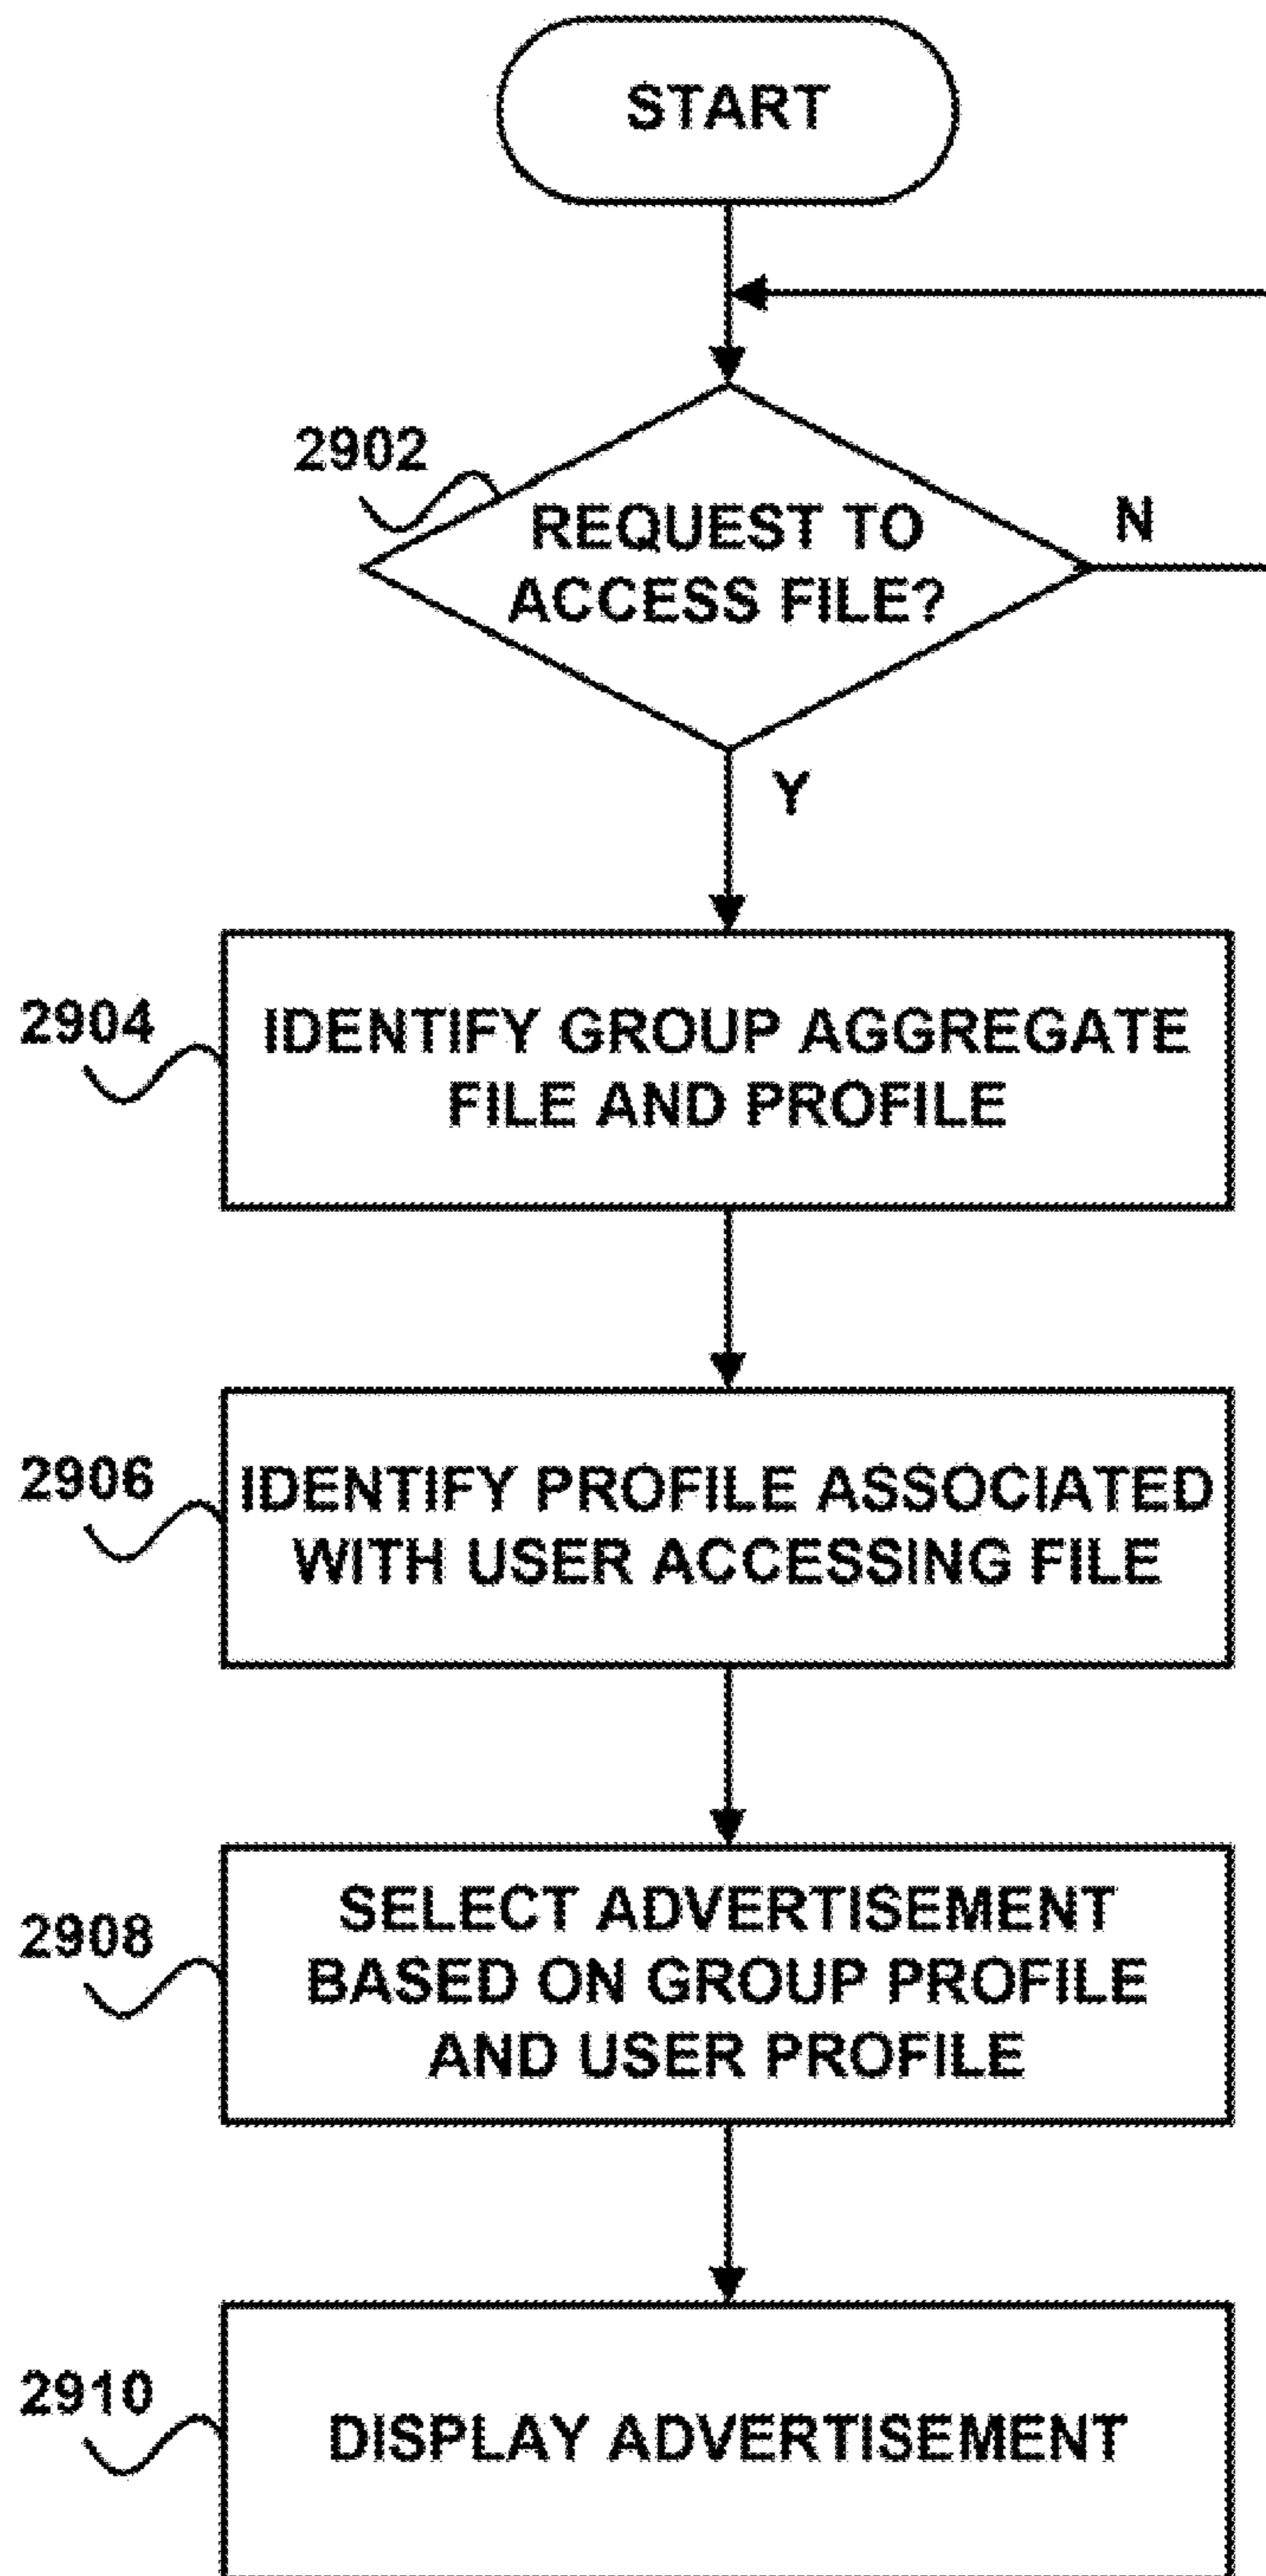 START
2902
REQUEST TO
ACCESS FILE?
N
Y
2904
IDENTIFY GROUP AGGREGATE
FILE AND PROFILE
2906
IDENTIFY PROFILE ASSOCIATED
WITH USER ACCESSING FILE
2908
SELECT ADVERTISEMENT
BASED ON GROUP PROFILE
AND USER PROFILE
2910
DISPLAY ADVERTISEMENT